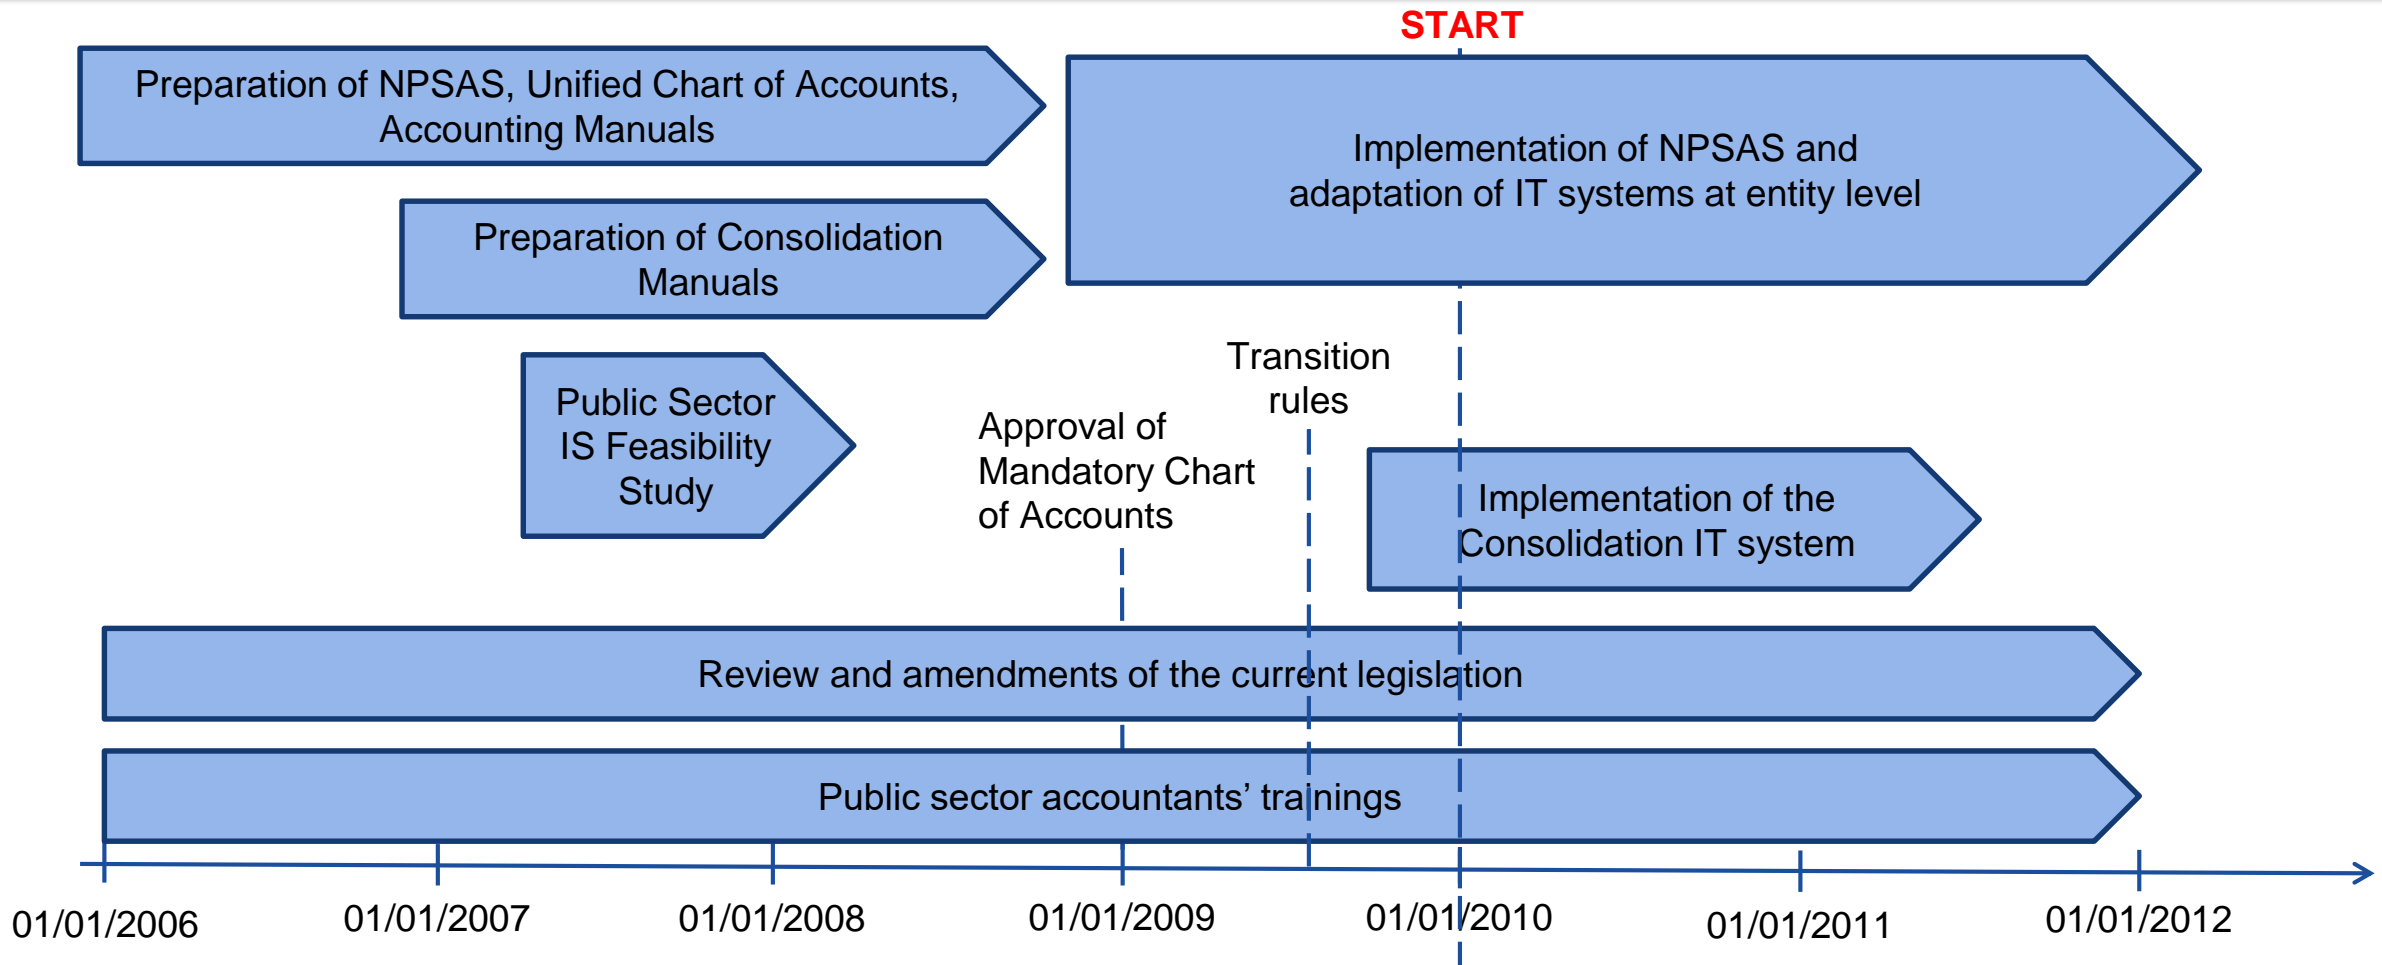 START
Preparation of NPSAS, Unified Chart of Accounts,
Accounting Manuals
Implementation of NPSAS and
adaptation of IT systems at entity level
Preparation of Consolidation
Manuals
Transition
rules
Public Sector
IS Feasibility
Study
Approval of
Mandatory Chart
of Accounts
Implementation of the
Consolidation IT system
Review and amendments of the current legislation
Public sector accountants’ trainings
01/01/2006
01/01/2007
01/01/2008
01/01/2009
01/01/2010
01/01/2011
01/01/2012